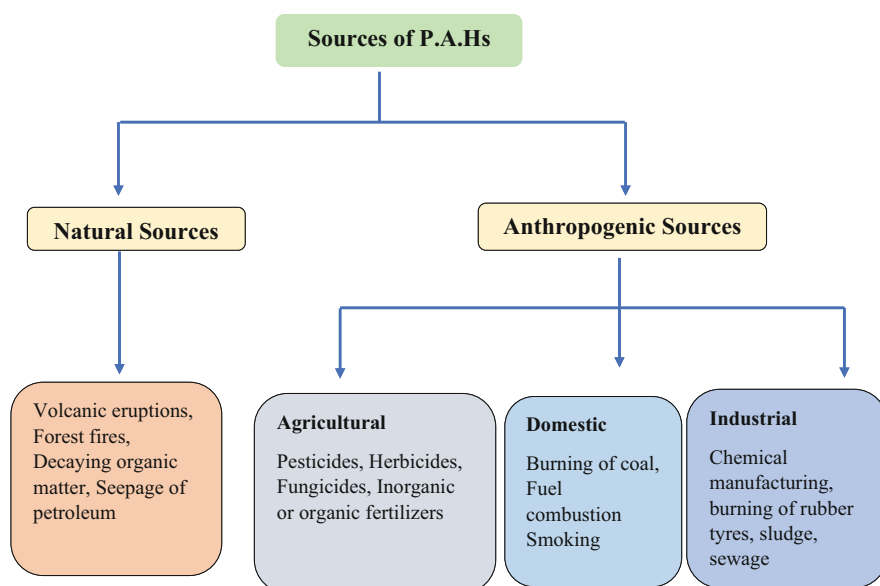 Sources of P.A.Hs
Natural Sources
Anthropogenic Sources
Volcanic eruptions,
Forest fires,
Decaying organic
matter, Seepage of
petroleum
Agricultural
Pesticides, Herbicides,
Fungicides, Inorganic
or organic fertilizers
Domestic
Burning of coal,
Fuel
combustion
Smoking
Industrial
Chemical
manufacturing,
burning of rubber
tyres, sludge,
sewage